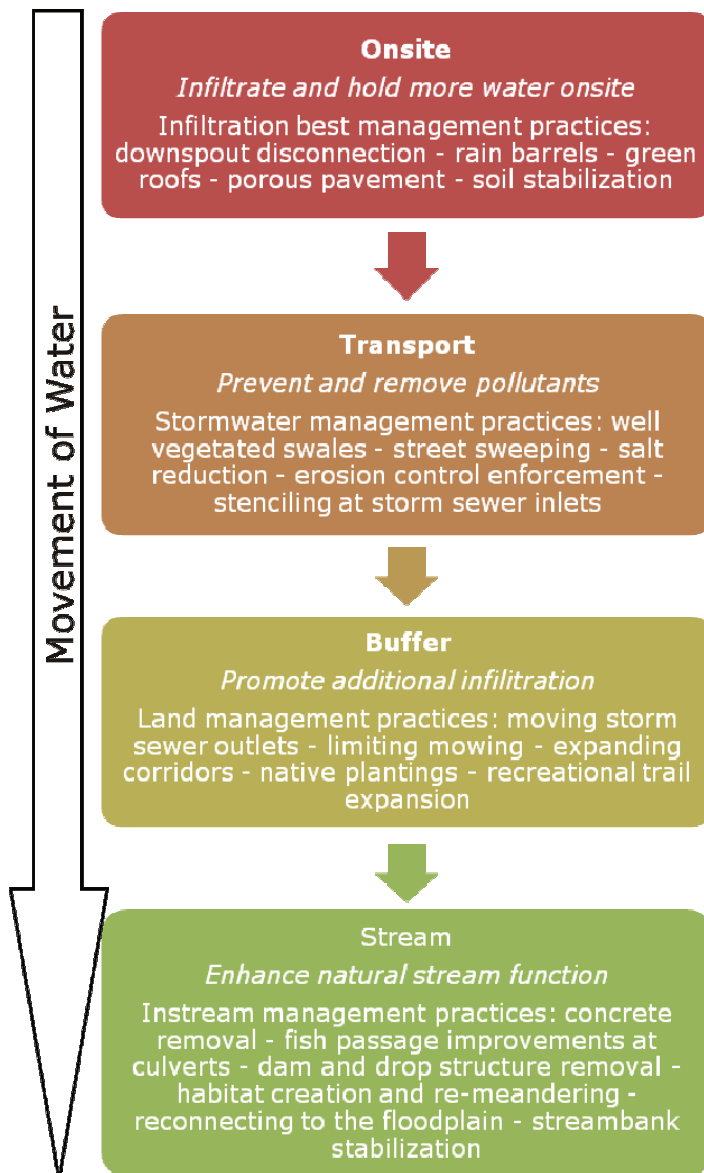 Movement of Water
Onsite
Infiltrate and hold more water onsite
Infiltration best management practices:
downspout disconnection - rain barrels - green
roofs - porous pavement - soil stabilization
Transport
Prevent and remove pollutants
Stormwater management practices: well
vegetated swales - street sweeping - salt
reduction - erosion control enforcement -
stenciling at storm sewer inlets
Buffer
Promote additional infilitration
Land management practices: moving storm
sewer outlets - limiting mowing - expanding
corridors - native plantings - recreational trail
expansion
Stream
Enhance natural stream function
Instream management practices: concrete
removal - fish passage improvements at
culverts - dam and drop structure removal -
habitat creation and re-meandering -
reconnecting to the floodplain - streambank
stabilization